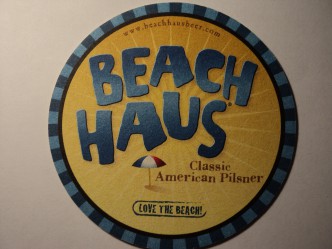 www.beachhausbeer.com
BEACH
HAUS®
Classic
American Pilsner
LOVE THE BEACH!